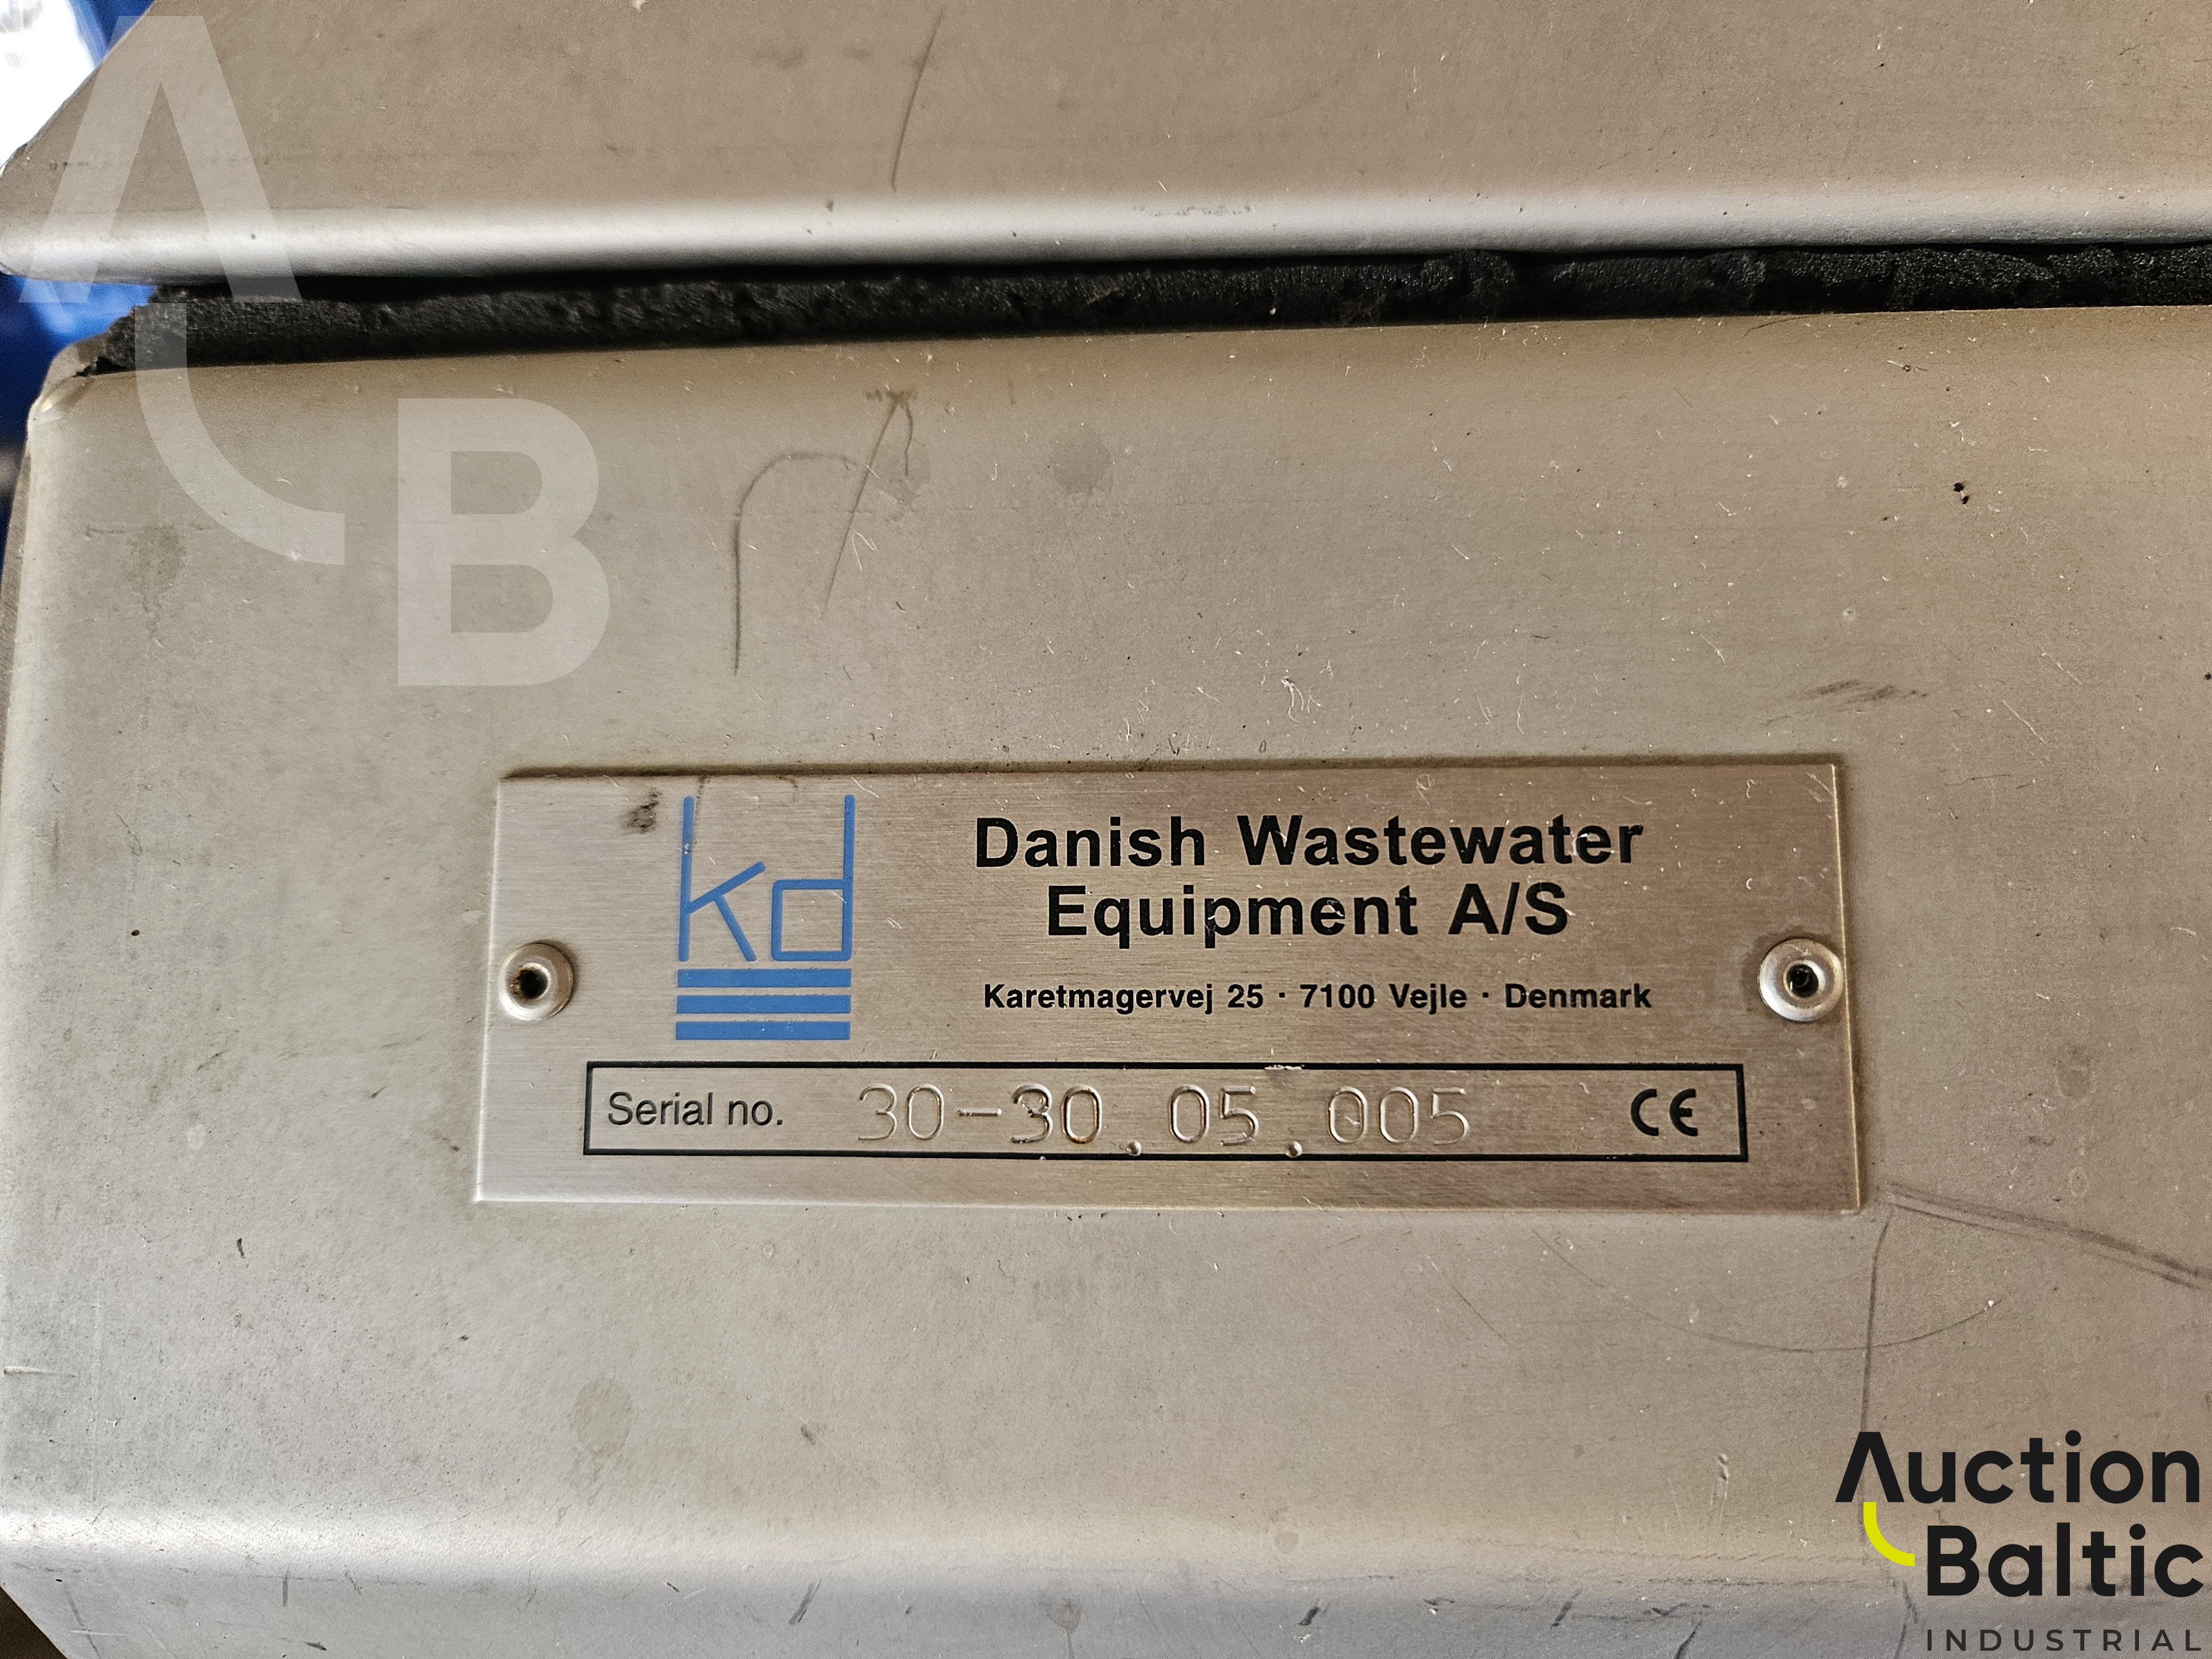 AB
kd
Danish Wastewater
Equipment A/S
Karetmagervej 25 · 7100 Vejle · Denmark
Serial no. 30-30.05.005 CE
Auction
Baltic
INDUSTRIAL